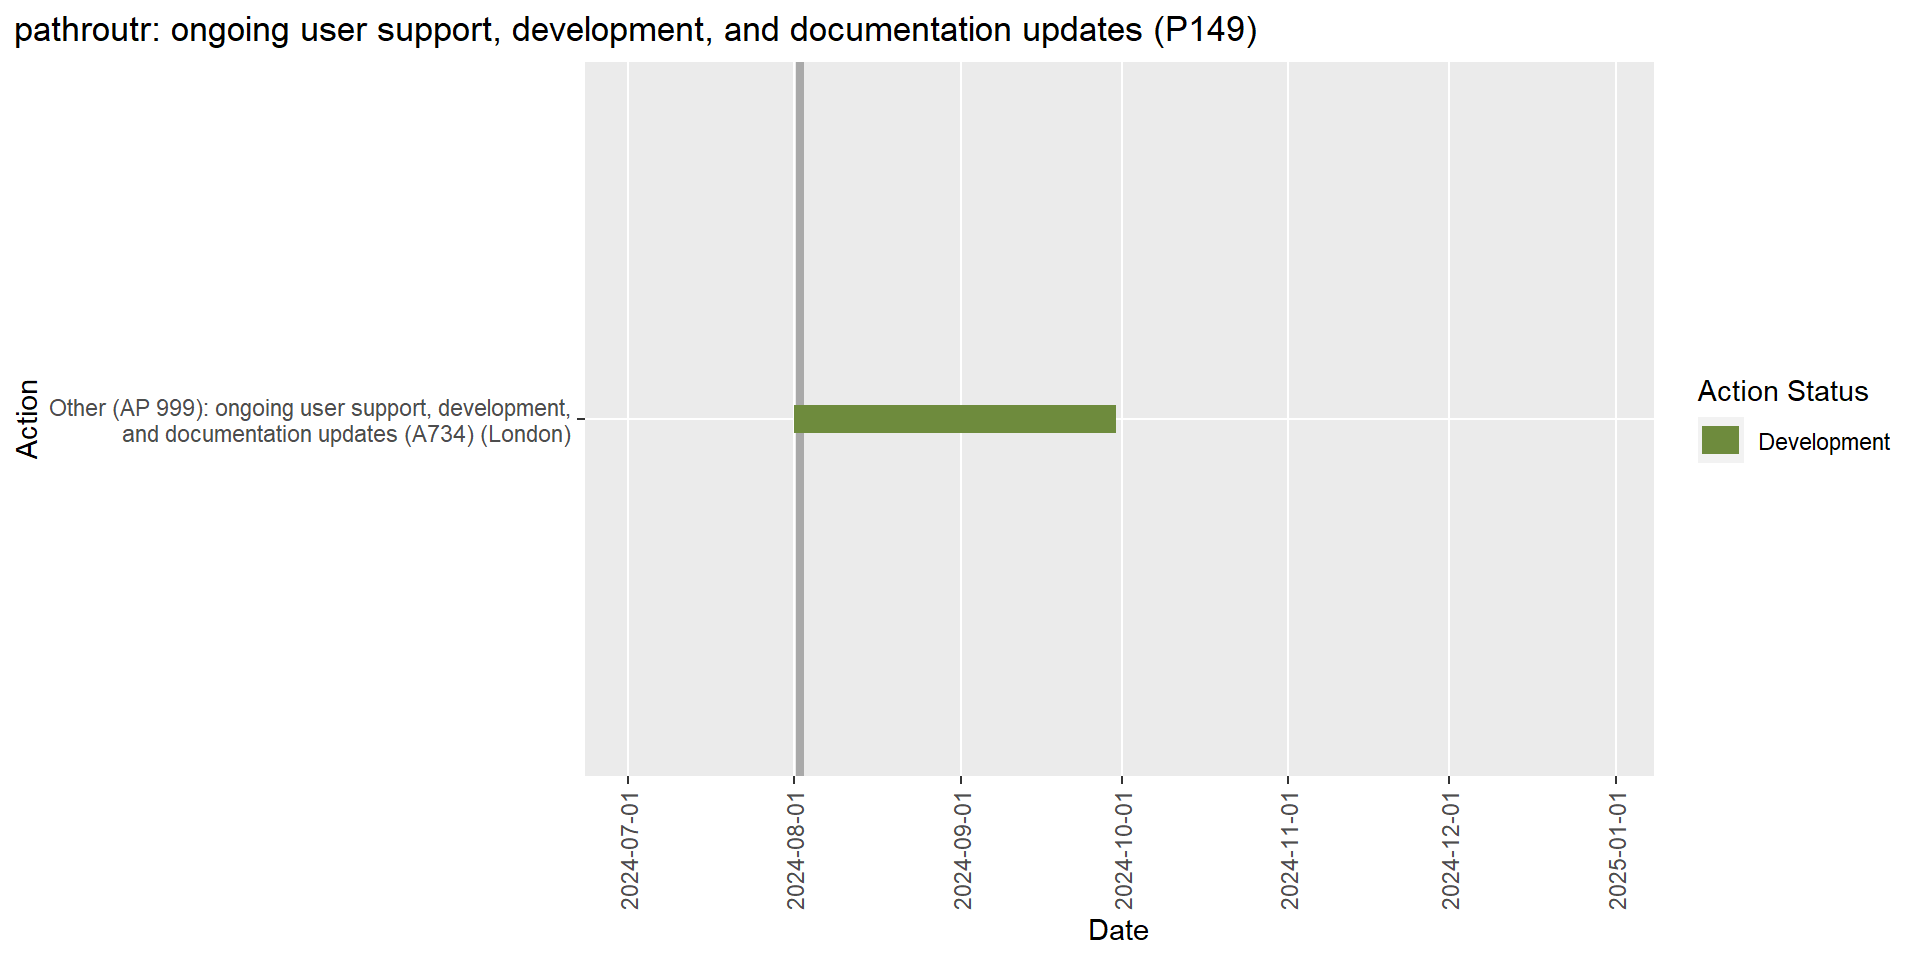 pathroutr: ongoing user support, development, and documentation updates (P149)
Action
Other (AP 999): ongoing user support, development,
and documentation updates (A734) (London)
Action Status
Development
2024-07-01
2024-08-01
2024-09-01
2024-10-01
2024-11-01
2024-12-01
2025-01-01
Date